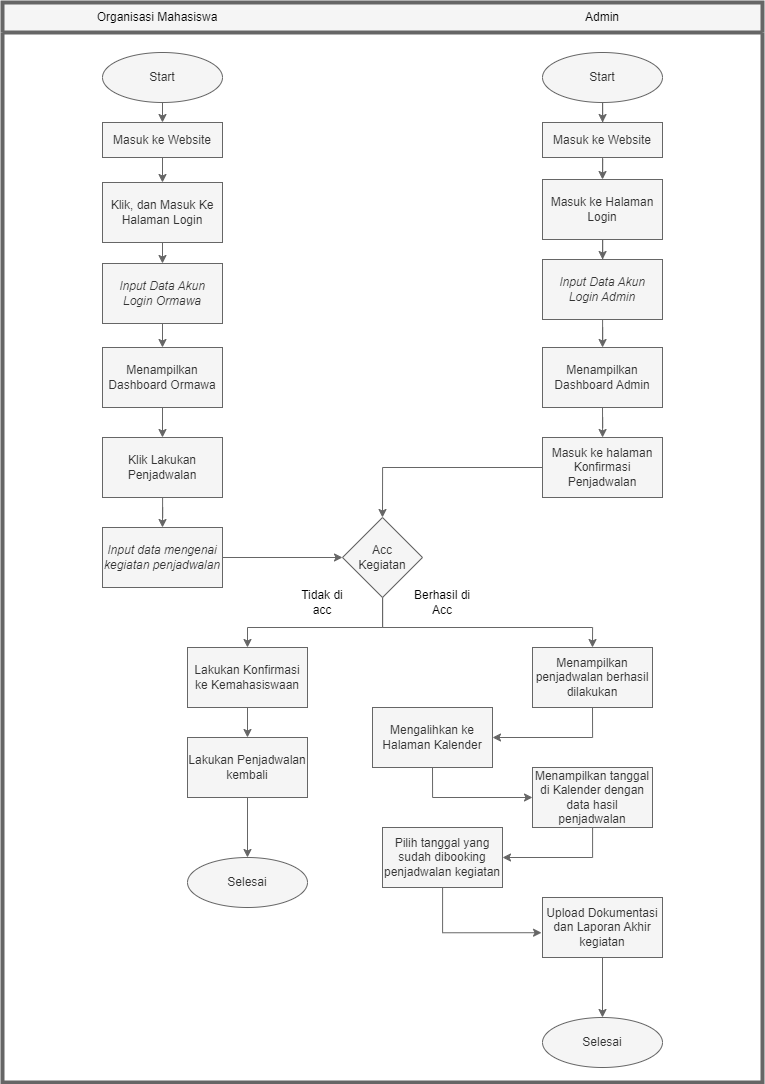 Organisasi Mahasiswa
Admin
Start
Start
Masuk ke Website
Masuk ke Website
Klik, dan Masuk Ke
Halaman Login
Masuk ke Halaman
Login
Input Data Akun
Login Ormawa
Input Data Akun
Login Admin
Menampilkan
Dashboard Ormawa
Menampilkan
Dashboard Admin
Klik Lakukan
Penjadwalan
Masuk ke halaman
Konfirmasi
Penjadwalan
Input data mengenai
kegiatan penjadwalan
Acc
Kegiatan
Tidak di
acc
Berhasil di
Acc
Lakukan Konfirmasi
ke Kemahasiswaan
Menampilkan
penjadwalan berhasil
dilakukan
Mengalihkan ke
Halaman Kalender
Lakukan Penjadwalan
kembali
Menampilkan tanggal
di Kalender dengan
data hasil
penjadwalan
Pilih tanggal yang
sudah dibooking
penjadwalan kegiatan
Selesai
Upload Dokumentasi
dan Laporan Akhir
kegiatan
Selesai